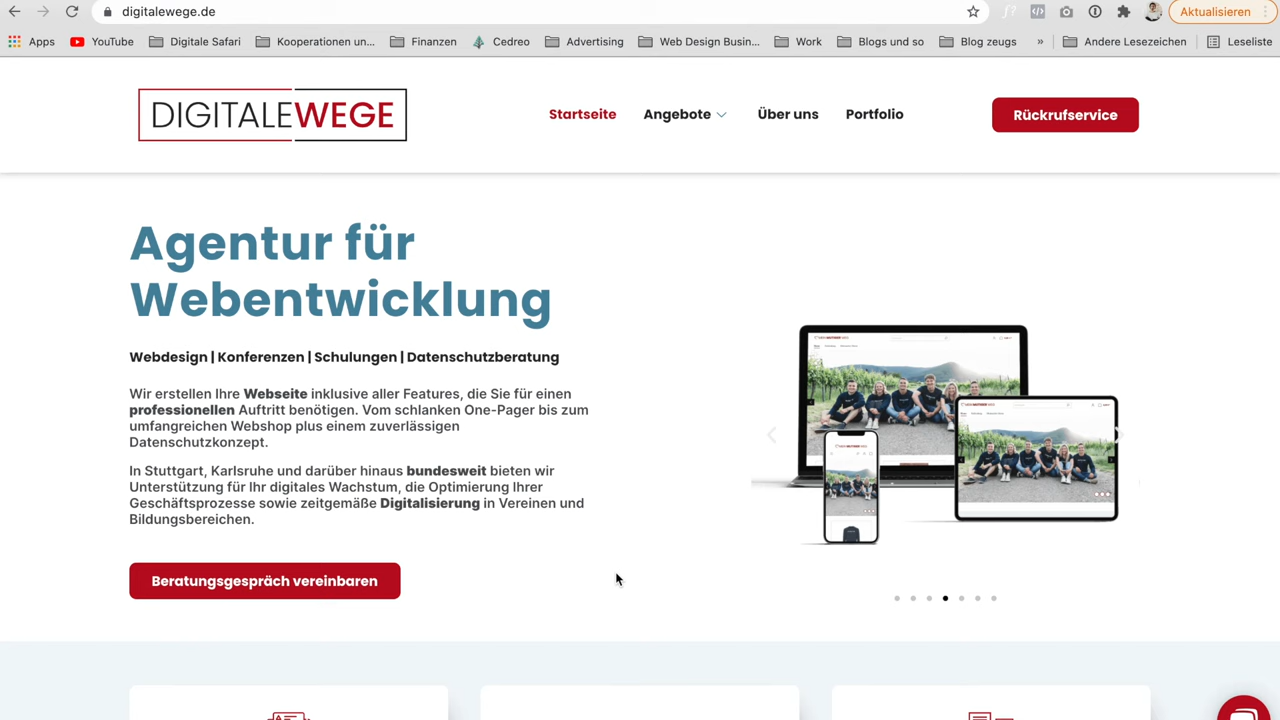 digitalewege.de
Aktualisieren
Apps
YouTube
Digitale Safari
Kooperationen un...
Finanzen
Cedreo
Advertising
Web Design Busin...
Work
Blogs und so
Blog zeugs
»
Andere Lesezeichen
Leseliste
DIGITALEWEGE
Startseite
Angebote
Über uns
Portfolio
Rückrufservice
Agentur für
Webentwicklung
Webdesign | Konferenzen | Schulungen | Datenschutzberatung
Wir erstellen Ihre Webseite inklusive aller Features, die Sie für einen
professionellen Auftritt benötigen. Vom schlanken One-Pager bis zum
umfangreichen Webshop plus einem zuverlässigen
Datenschutzkonzept.
In Stuttgart, Karlsruhe und darüber hinaus bundesweit bieten wir
Unterstützung für Ihr digitales Wachstum, die Optimierung Ihrer
Geschäftsprozesse sowie zeitgemäße Digitalisierung in Vereinen und
Bildungsbereichen.
Beratungsgespräch vereinbaren